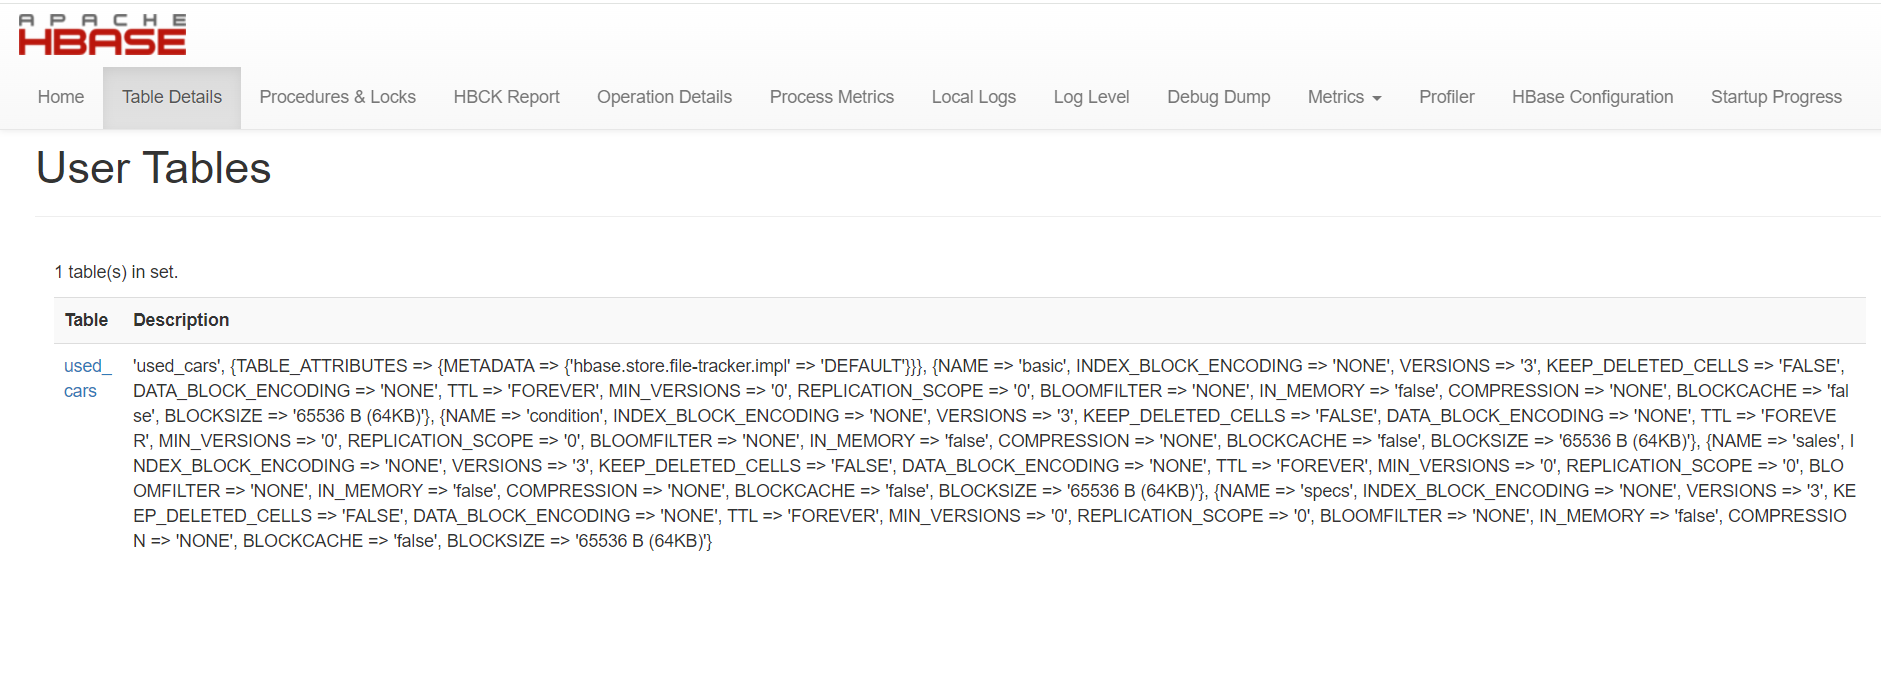 APACHE
HBASE
Home Table Details Procedures & Locks HBCK Report Operation Details Process Metrics Local Logs Log Level Debug Dump Metrics Profiler HBase Configuration Startup Progress
User Tables
1 table(s) in set.
Table Description
used_ 'used_cars', {TABLE_ATTRIBUTES => {METADATA => {'hbase.store.file-tracker.impl' => 'DEFAULT'}}}, {NAME => 'basic', INDEX_BLOCK_ENCODING => 'NONE', VERSIONS => '3', KEEP_DELETED_CELLS => 'FALSE',
cars DATA_BLOCK_ENCODING => 'NONE', TTL => 'FOREVER', MIN_VERSIONS => '0', REPLICATION_SCOPE => '0', BLOOMFILTER => 'NONE', IN_MEMORY => 'false', COMPRESSION => 'NONE', BLOCKCACHE => 'fal
se', BLOCKSIZE => '65536 B (64KB)'}, {NAME => 'condition', INDEX_BLOCK_ENCODING => 'NONE', VERSIONS => '3', KEEP_DELETED_CELLS => 'FALSE', DATA_BLOCK_ENCODING => 'NONE', TTL => 'FOREVE
R', MIN_VERSIONS => '0', REPLICATION_SCOPE => '0', BLOOMFILTER => 'NONE', IN_MEMORY => 'false', COMPRESSION => 'NONE', BLOCKCACHE => 'false', BLOCKSIZE => '65536 B (64KB)'}, {NAME => 'sales', I
NDEX_BLOCK_ENCODING => 'NONE', VERSIONS => '3', KEEP_DELETED_CELLS => 'FALSE', DATA_BLOCK_ENCODING => 'NONE', TTL => 'FOREVER', MIN_VERSIONS => '0', REPLICATION_SCOPE => '0', BLO
OMFILTER => 'NONE', IN_MEMORY => 'false', COMPRESSION => 'NONE', BLOCKCACHE => 'false', BLOCKSIZE => '65536 B (64KB)'}, {NAME => 'specs', INDEX_BLOCK_ENCODING => 'NONE', VERSIONS => '3', KE
EP_DELETED_CELLS => 'FALSE', DATA_BLOCK_ENCODING => 'NONE', TTL => 'FOREVER', MIN_VERSIONS => '0', REPLICATION_SCOPE => '0', BLOOMFILTER => 'NONE', IN_MEMORY => 'false', COMPRESSIO
N => 'NONE', BLOCKCACHE => 'false', BLOCKSIZE => '65536 B (64KB)'}